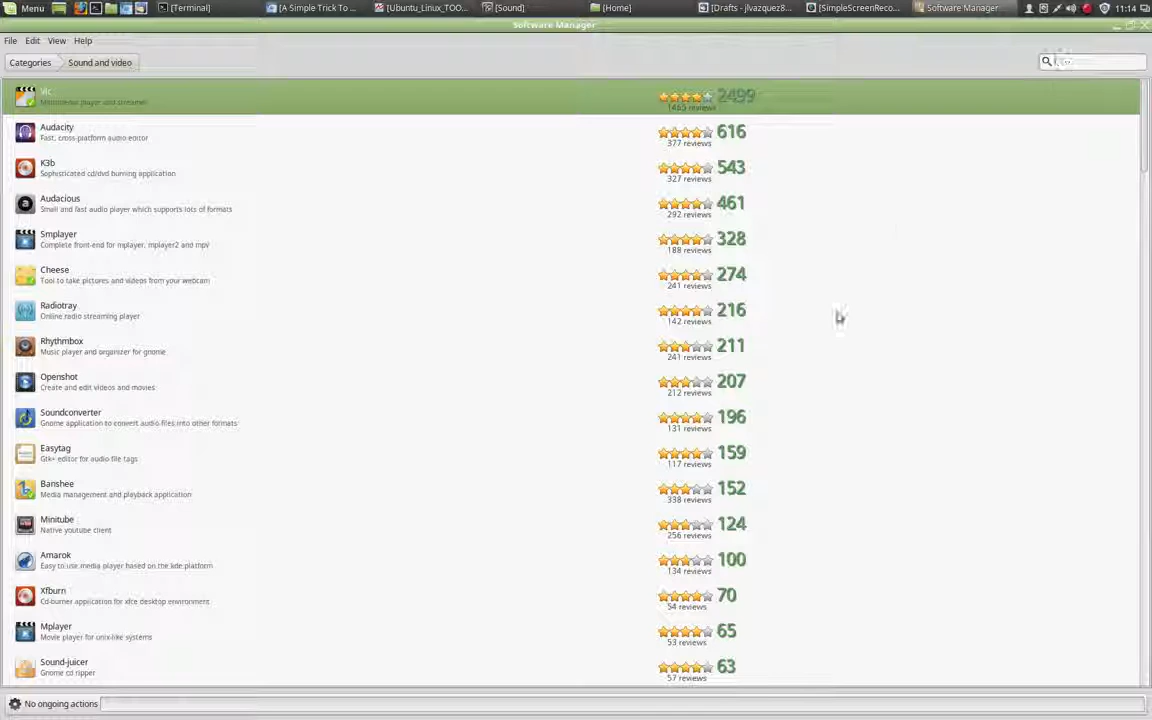 Menu
[Terminal]
[A Simple Trick To ...
[Ubuntu_Linux_TOO...
[Sound]
[Home]
[Drafts - jlvazquez8...
[SimpleScreenReco...
Software Manager
11:14
Software Manager
File Edit View Help
Categories Sound and video
Vlc
Multimedia player and streamer
2499
1465 reviews
Audacity
Fast, cross-platform audio editor
616
377 reviews
K3b
Sophisticated cd/dvd burning application
543
327 reviews
Audacious
Small and fast audio player which supports lots of formats
461
292 reviews
Smplayer
Complete front-end for mplayer, mplayer2 and mpv
328
188 reviews
Cheese
Tool to take pictures and videos from your webcam
274
241 reviews
Radiotray
Online radio streaming player
216
142 reviews
Rhythmbox
Music player and organizer for gnome
211
241 reviews
Openshot
Create and edit videos and movies
207
212 reviews
Soundconverter
Gnome application to convert audio files into other formats
196
131 reviews
Easytag
Gtk+ editor for audio file tags
159
117 reviews
Banshee
Media management and playback application
152
338 reviews
Minitube
Native youtube client
124
256 reviews
Amarok
Easy to use media player based on the kde platform
100
134 reviews
Xfburn
Cd-burner application for xfce desktop environment
70
54 reviews
Mplayer
Movie player for unix-like systems
65
53 reviews
Sound-juicer
Gnome cd ripper
63
57 reviews
No ongoing actions